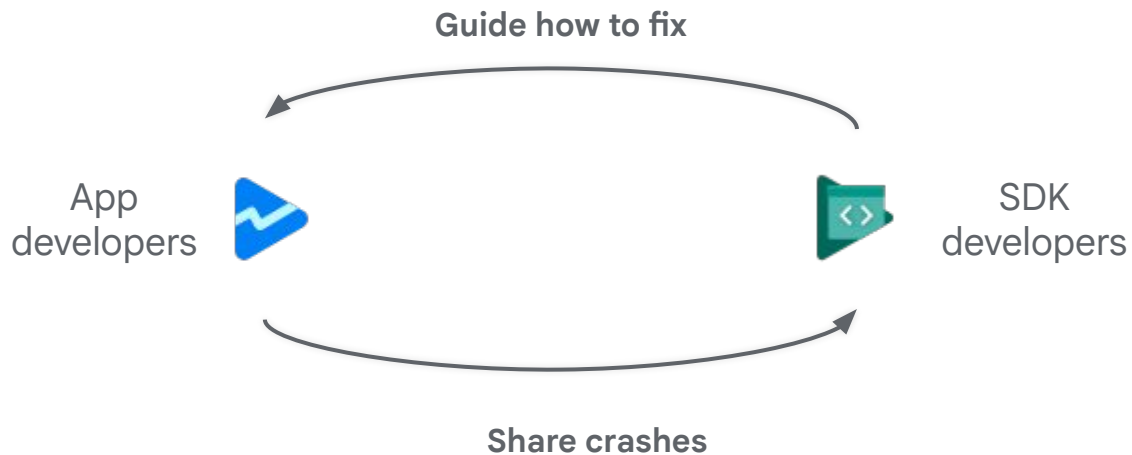 Guide how to fix
App
developers
< >
SDK
developers
Share crashes